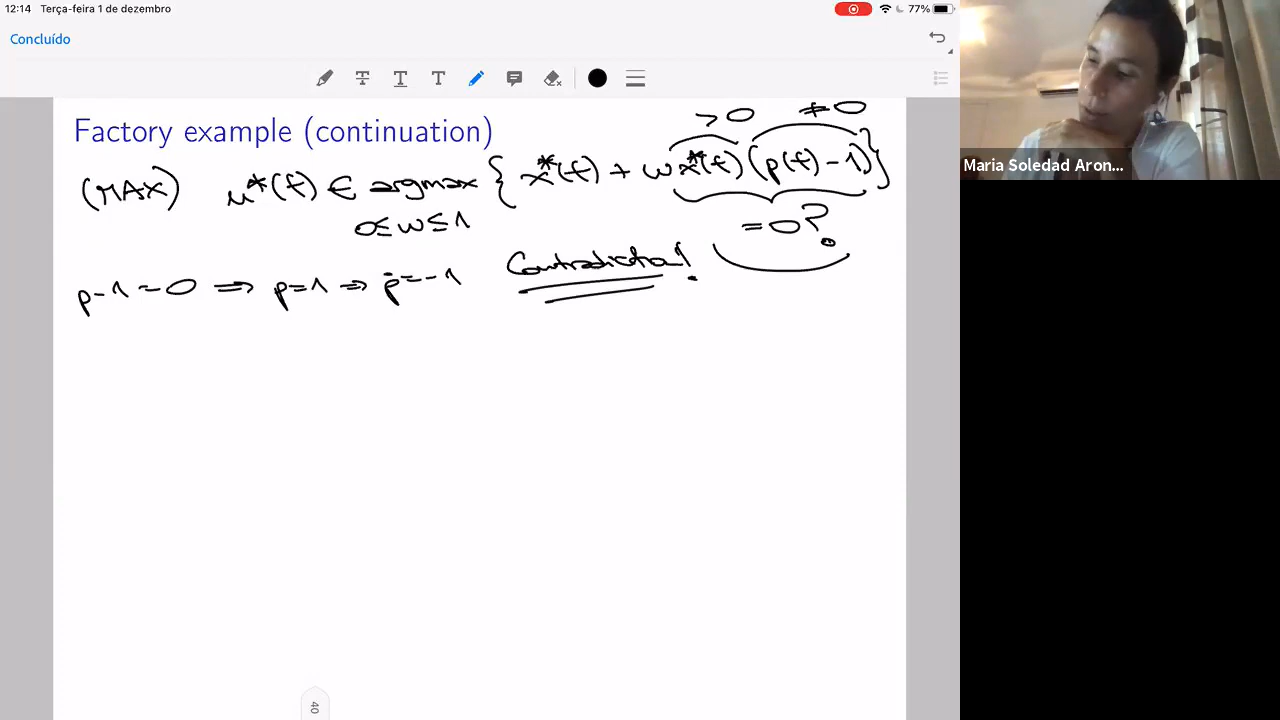 12:14 Terça-feira 1 de dezembro 77%
Concluído
Maria Soledad Aron...
Factory example (continuation)
> 0 ≠ 0
(MAX) u*(t) ∈ argmax { x*(t) + w x*(t) (p(t) - 1) }
0 ≤ w ≤ 1 = 0 ?
p - 1 = 0 ⇒ p = 1 ⇒ ṗ = -1 Contradiction!
40